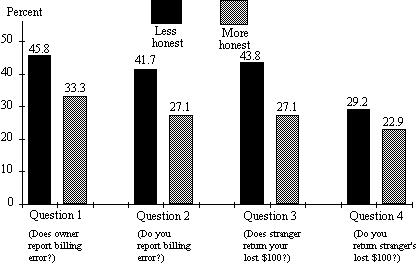 Percent
Less
honest
More
honest
50
40
30
20
10
0
45.8
33.3
41.7
27.1
43.8
27.1
29.2
22.9
Question 1
(Does owner
report billing
error?)
Question 2
(Do you
report billing
error?)
Question 3
(Does stranger
return your
lost $100?)
Question 4
(Do you
return stranger's
lost $100?)